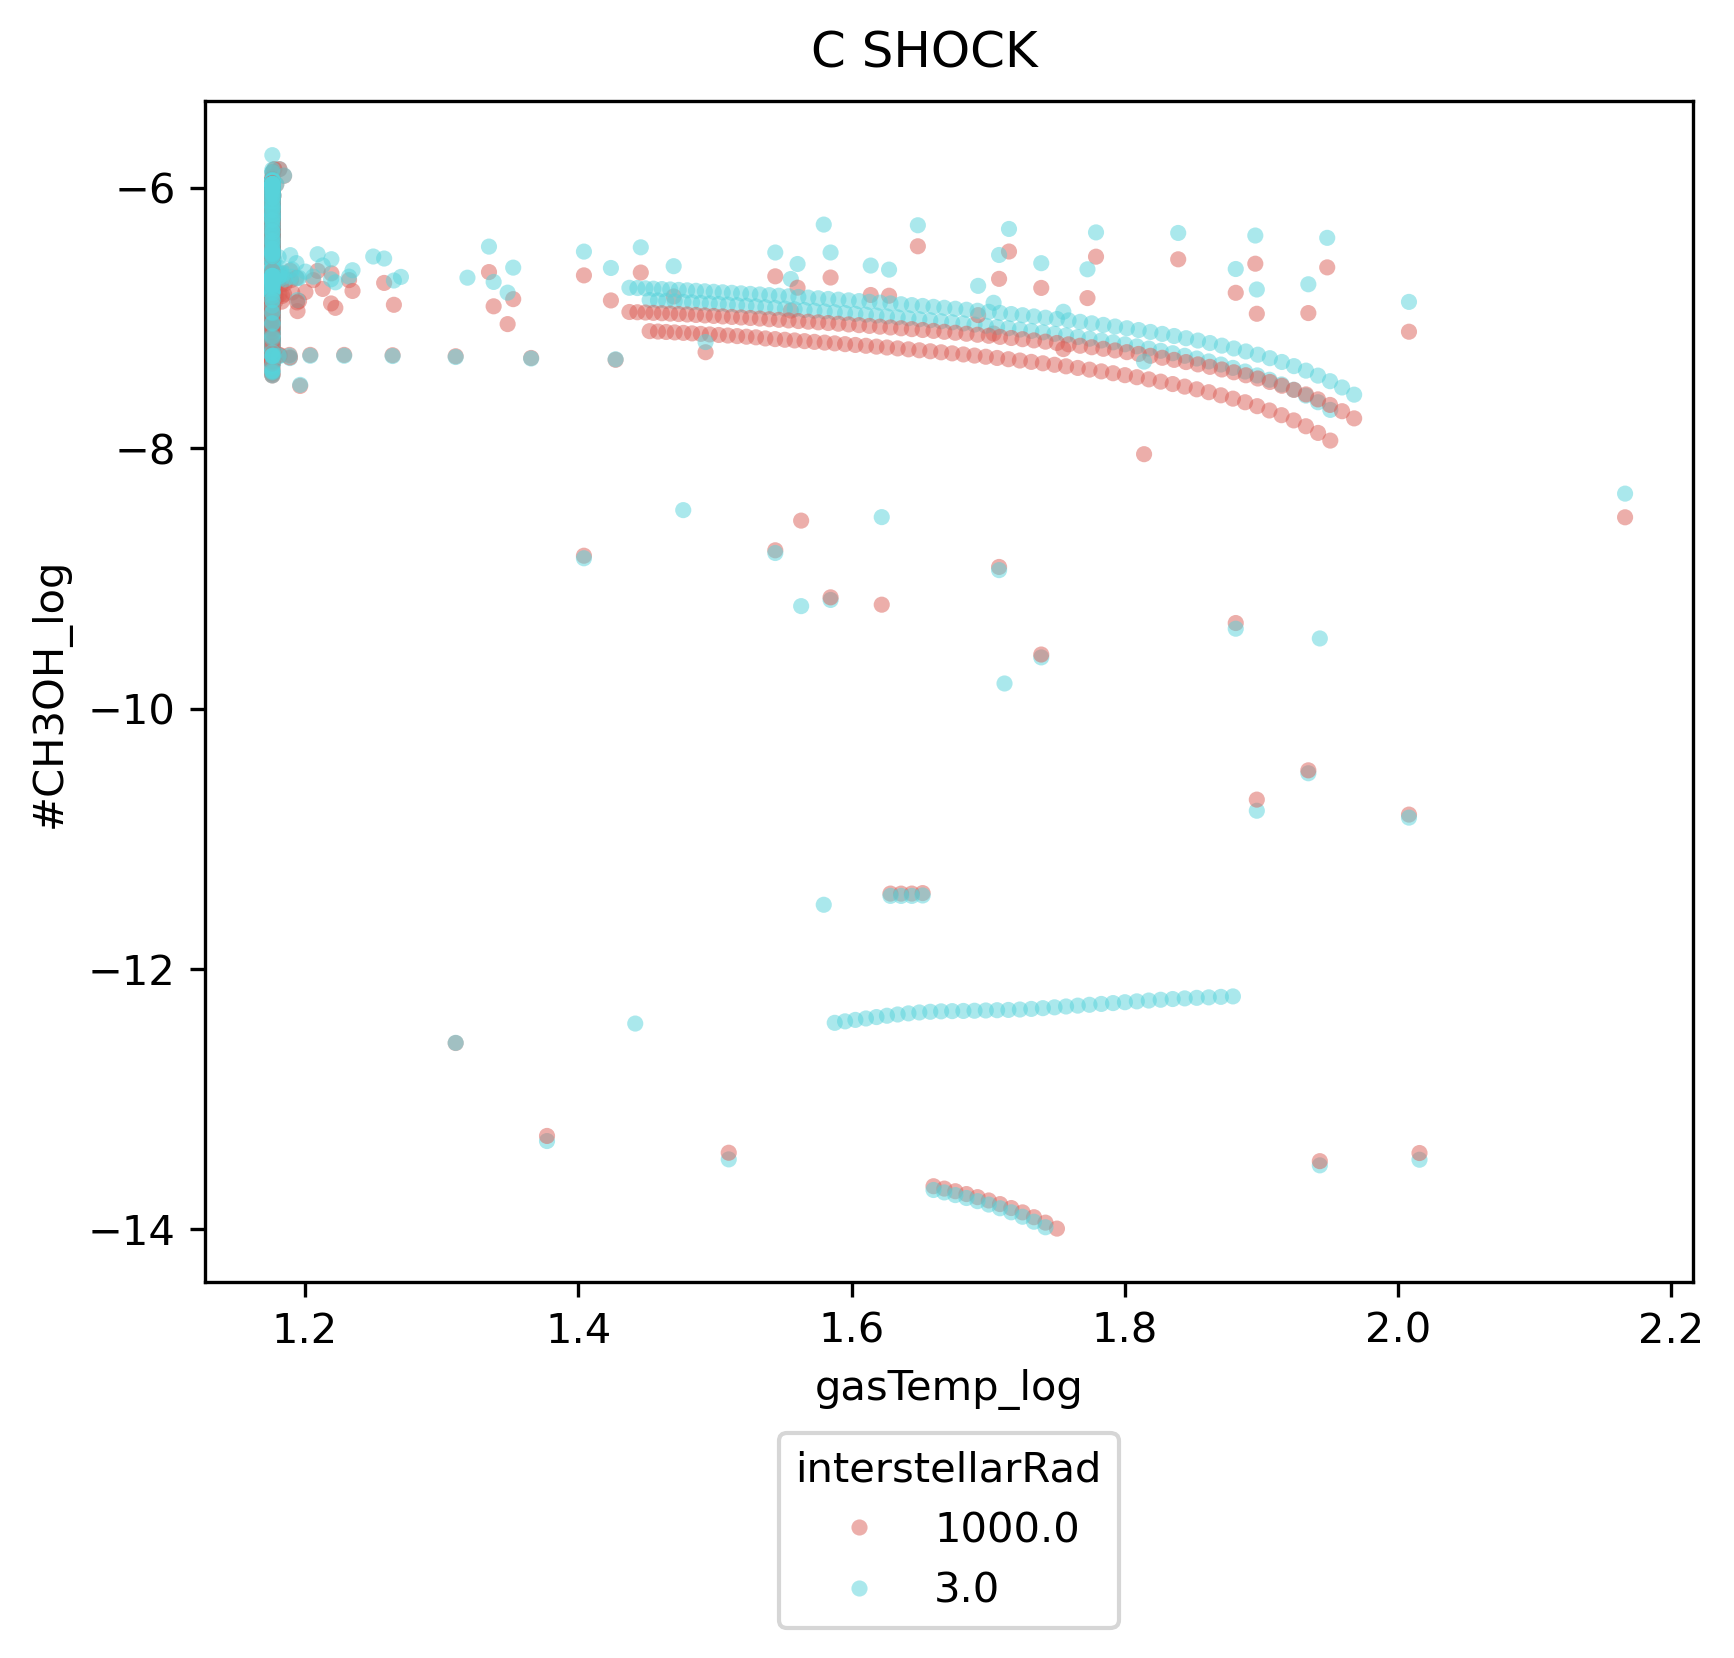 C SHOCK
#CH3OH_log
−6
−8
−10
−12
−14
1.2 1.4 1.6 1.8 2.0 2.2
gasTemp_log
interstellarRad
1000.0
3.0